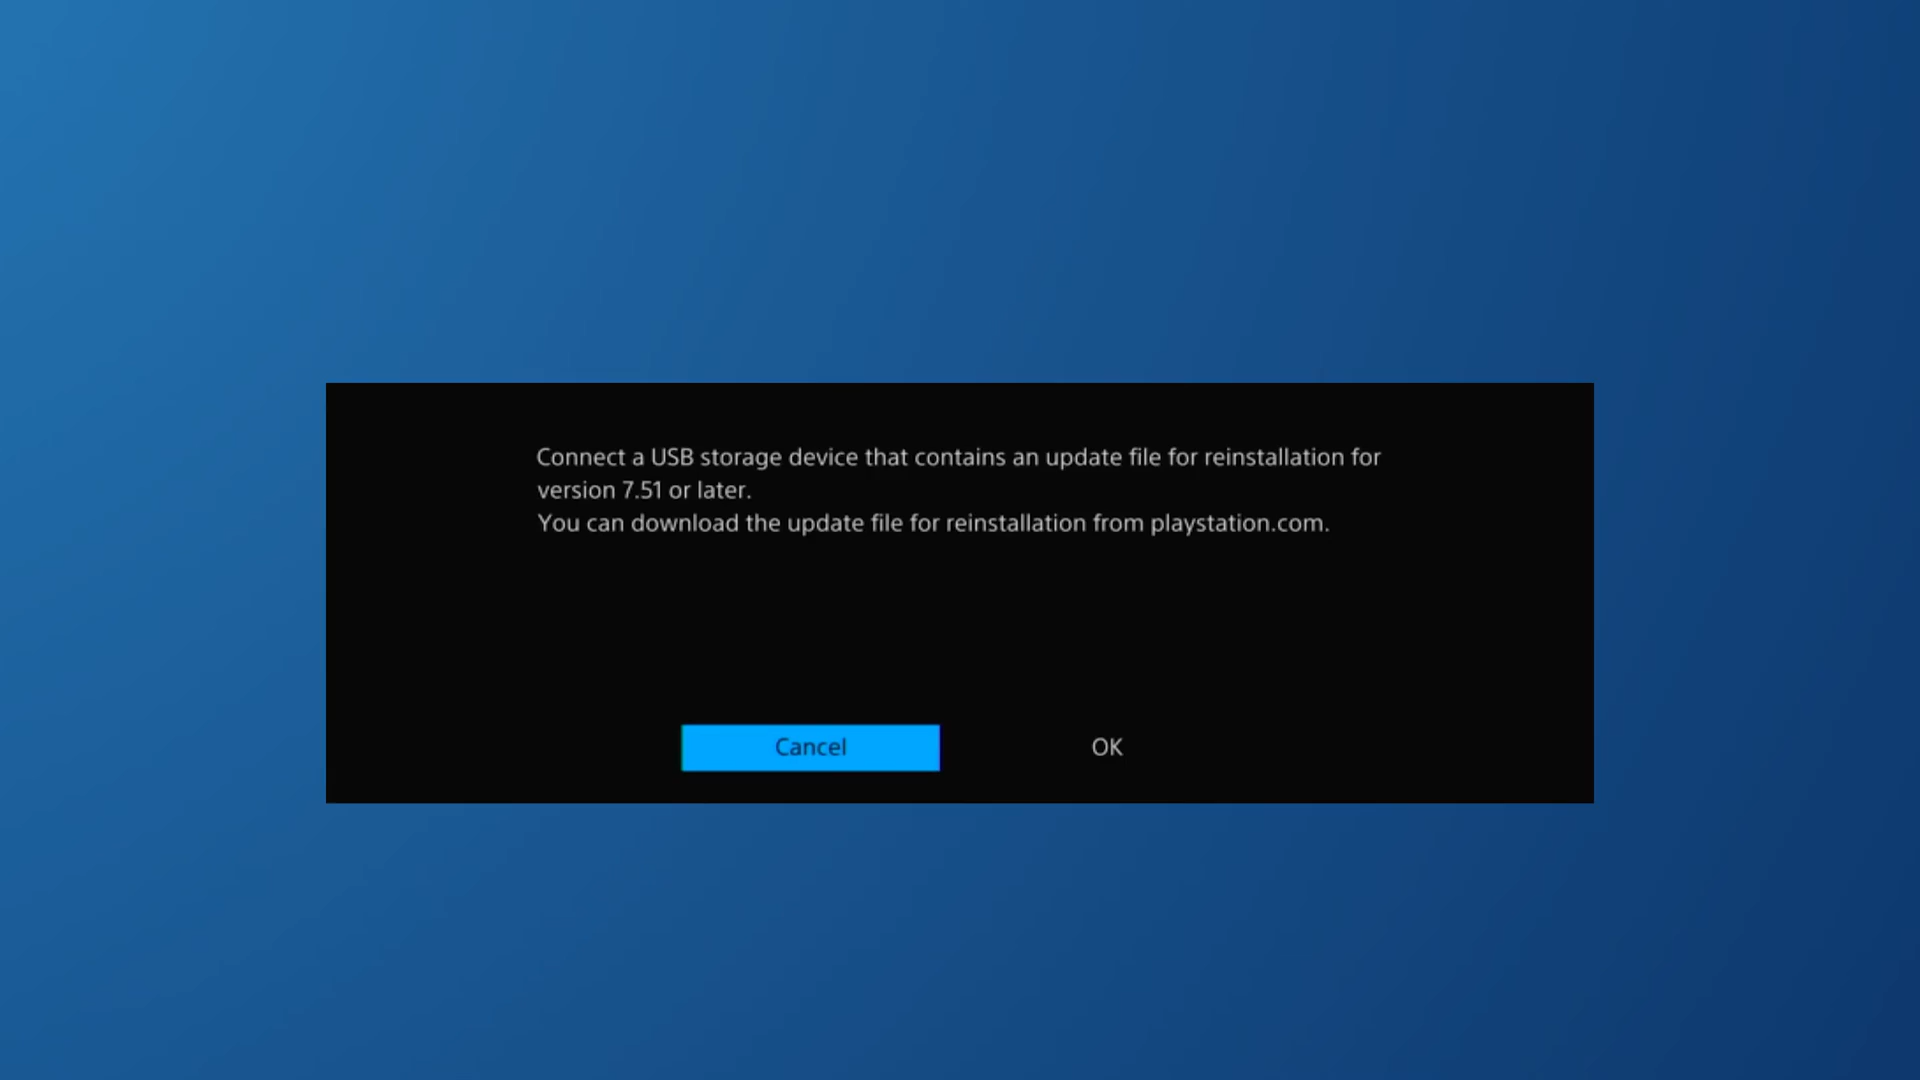 Connect a USB storage device that contains an update file for reinstallation for
version 7.51 or later.
You can download the update file for reinstallation from playstation.com.
Cancel
OK